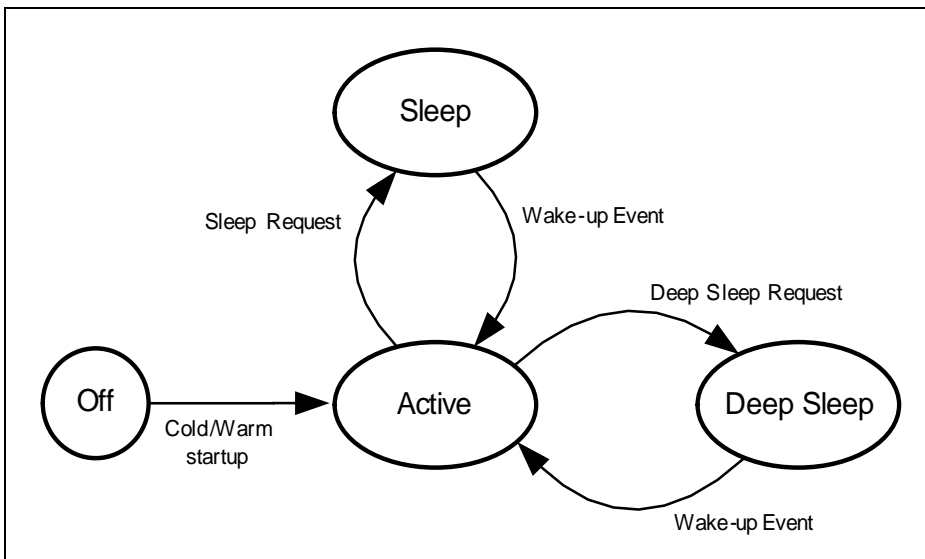 Sleep
Sleep Request
Wake-up Event
Deep Sleep Request
Off
Active
Deep Sleep
Cold/Warm
startup
Wake-up Event